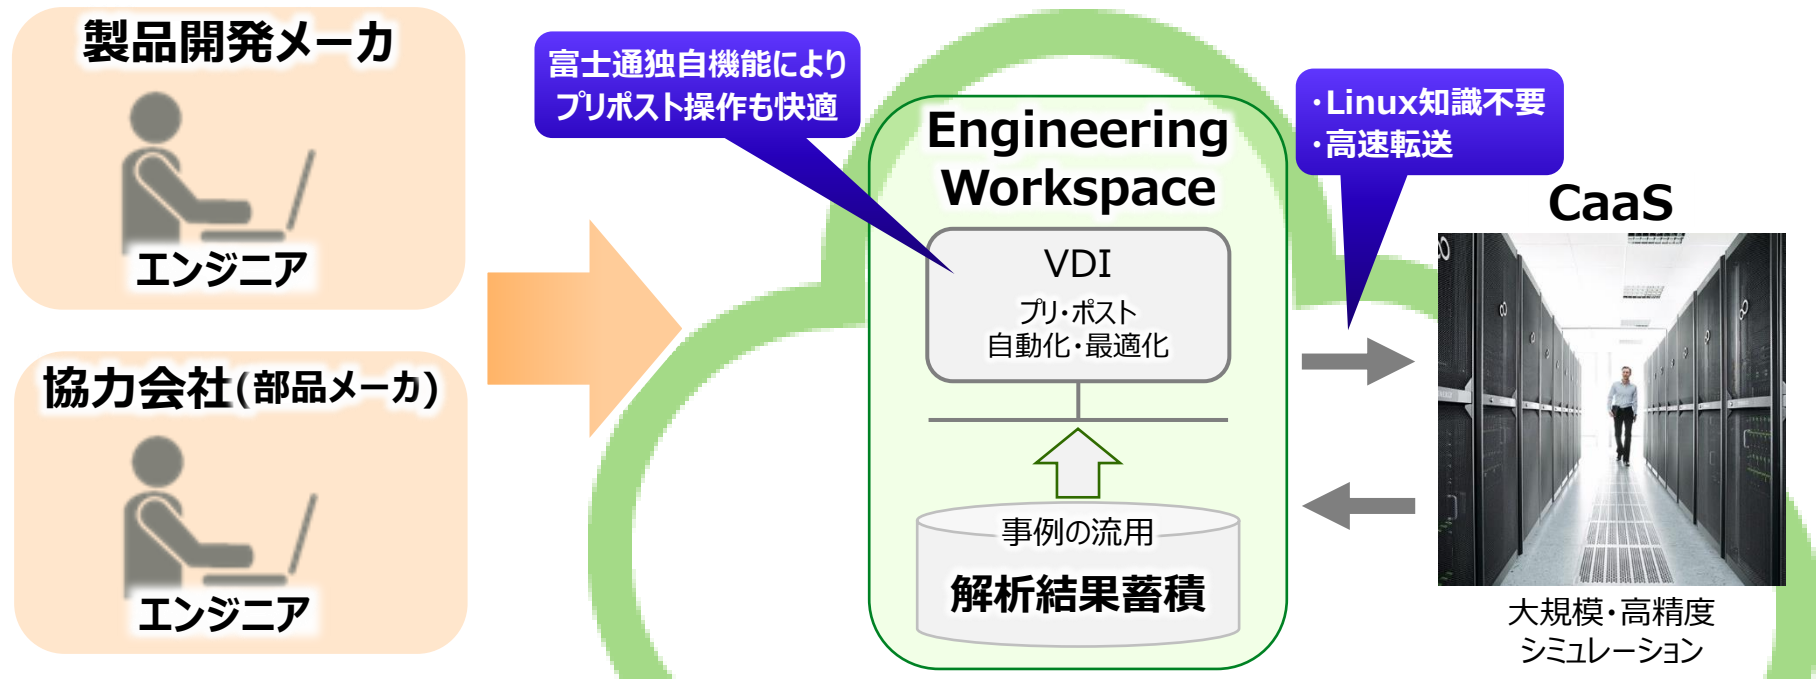 製品開発メーカ
エンジニア
協力会社(部品メーカ)
エンジニア
富士通独自機能により
プリポスト操作も快適
Engineering
Workspace
VDI
プリ・ポスト
自動化・最適化
事例の流用
解析結果蓄積
・Linux知識不要
・高速転送
CaaS
大規模・高精度
シミュレーション